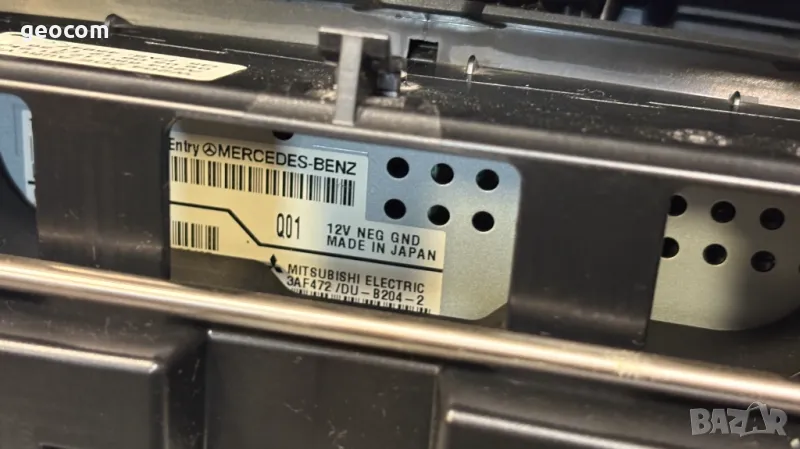 geocom
Entry MERCEDES-BENZ
Q01
12V NEG GND
MADE IN JAPAN
MITSUBISHI ELECTRIC
3AF472/DU-B204-2
BAZAR